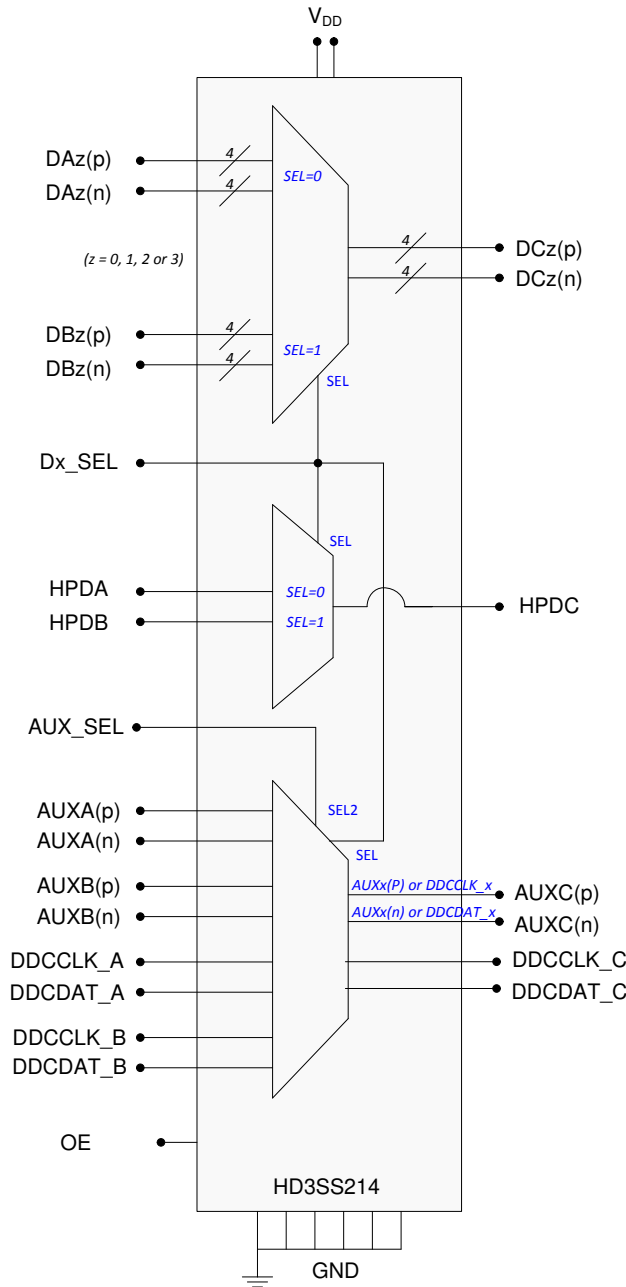 VDD
DAz(p)
4
SEL=0
DAz(n)
4
DCz(p)
4
(z = 0, 1, 2 or 3)
DCz(n)
4
DBz(p)
4
SEL=1
DBz(n)
4
SEL
Dx_SEL
SEL
HPDA
SEL=0
HPDC
HPDB
SEL=1
AUX_SEL
AUXA(p)
SEL2
AUXA(n)
SEL
AUXB(p)
AUXx(P) or DDCCLK_x
AUXC(p)
AUXB(n)
AUXx(n) or DDCDAT_x
AUXC(n)
DDCCLK_A
DDCCLK_C
DDCDAT_A
DDCDAT_C
DDCCLK_B
DDCDAT_B
OE
HD3SS214
GND